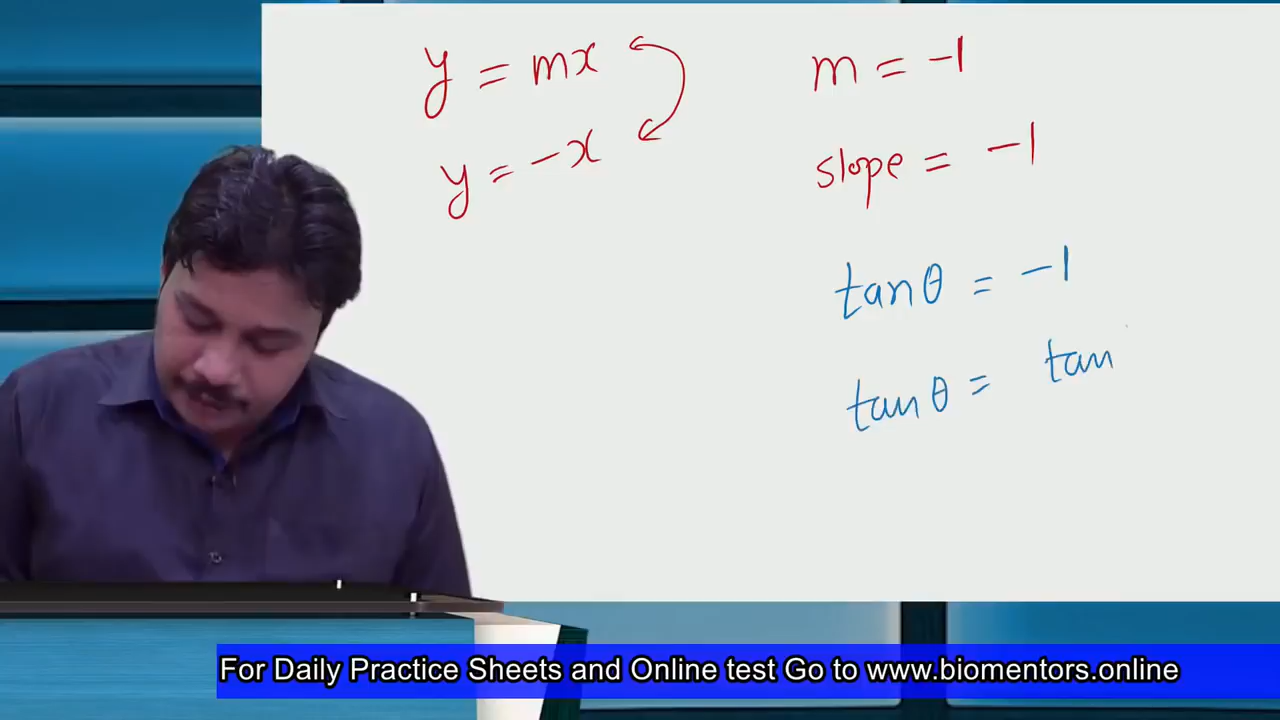 y = mx
y = -x
m = -1
slope = -1
tanθ = -1
tanθ = tan
For Daily Practice Sheets and Online test Go to www.biomentors.online